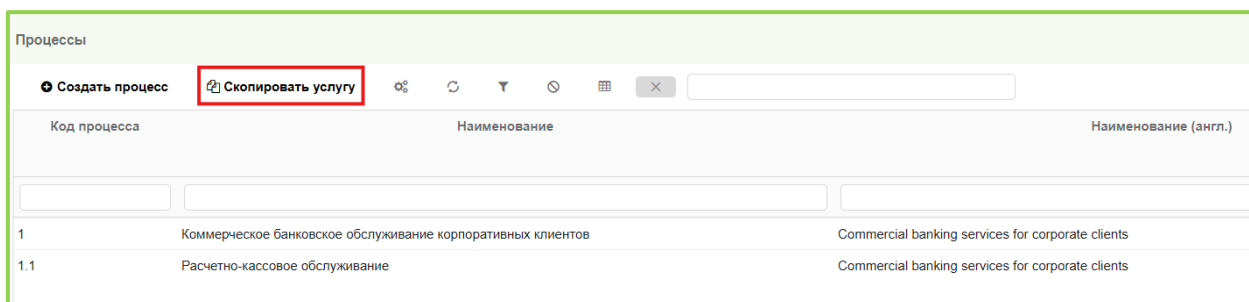 Процессы
Создать процесс Скопировать услугу
Код процесса Наименование Наименование (англ.)
1 Коммерческое банковское обслуживание корпоративных клиентов Commercial banking services for corporate clients
1.1 Расчетно-кассовое обслуживание Commercial banking services for corporate clients